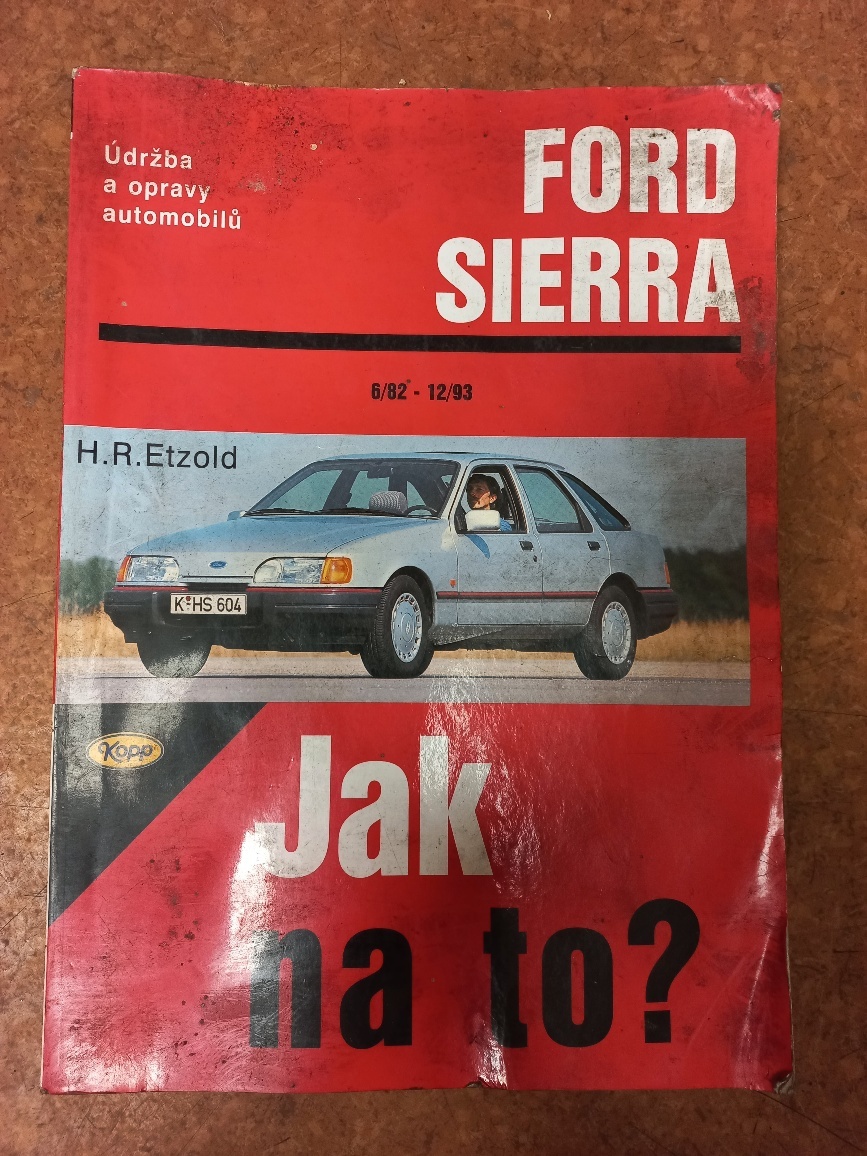 Údržba
a opravy
automobilů
FORD
SIERRA
6/82 - 12/93
H.R.Etzold
K HS 604
Kopp
Jak
na to?